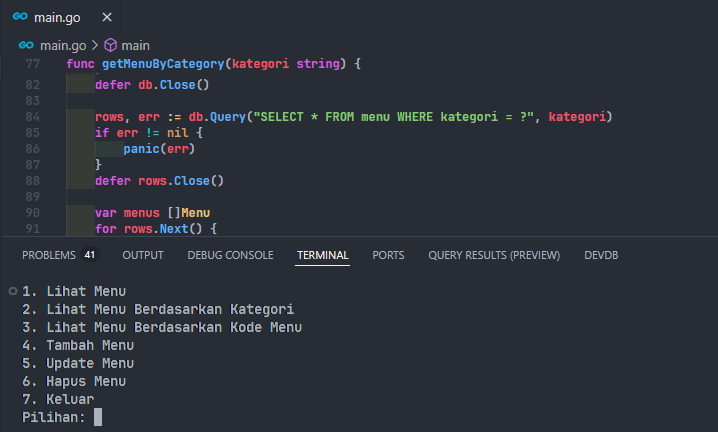 main.go
main.go > main
77 func getMenuByCategory(kategori string) {
82 defer db.Close()
83
84 rows, err := db.Query("SELECT * FROM menu WHERE kategori = ?", kategori)
85 if err != nil {
86 panic(err)
87 }
88 defer rows.Close()
89
90 var menus []Menu
91 for rows.Next() {
PROBLEMS 41 OUTPUT DEBUG CONSOLE TERMINAL PORTS QUERY RESULTS (PREVIEW) DEVDB
1. Lihat Menu
2. Lihat Menu Berdasarkan Kategori
3. Lihat Menu Berdasarkan Kode Menu
4. Tambah Menu
5. Update Menu
6. Hapus Menu
7. Keluar
Pilihan: